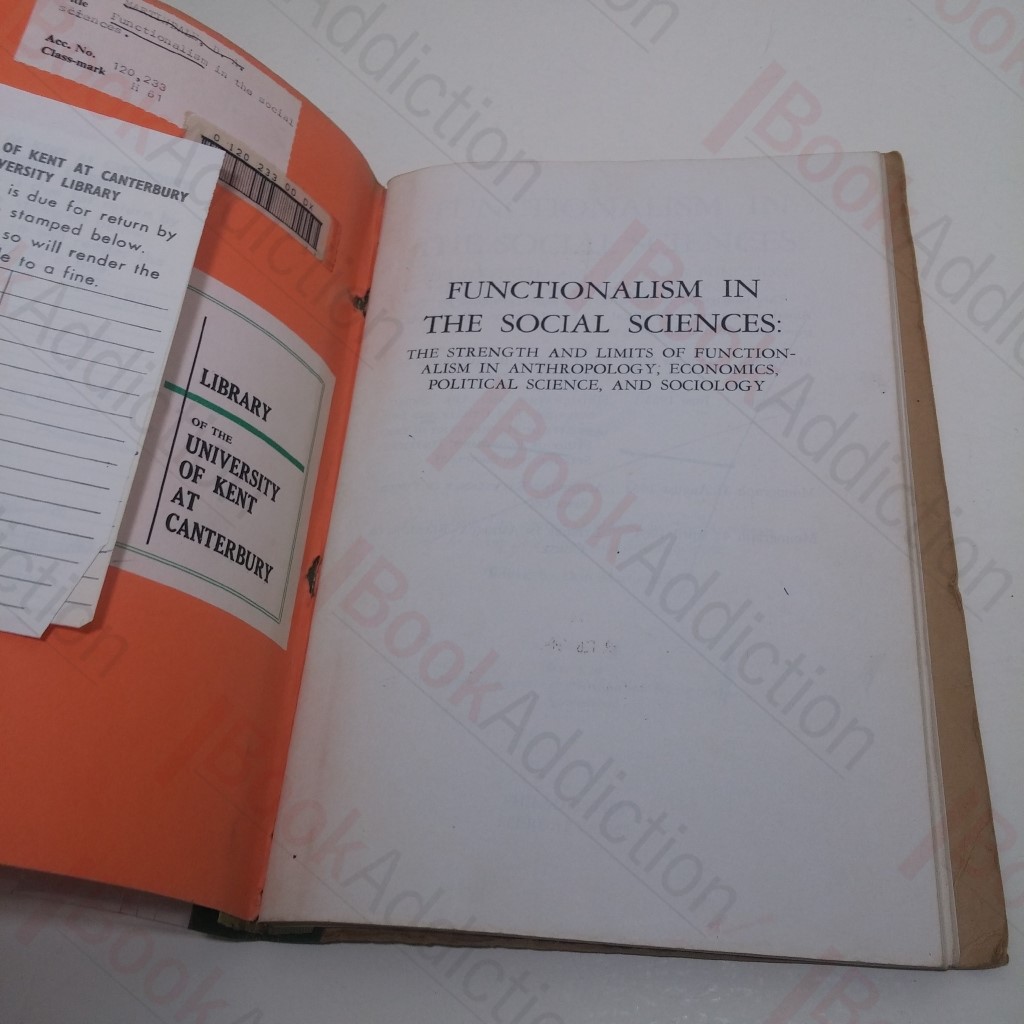 Functionalism in the social
sciences.
Acc. No. 120,233
Class-mark H 61
0 120 233 00 DX
OF KENT AT CANTERBURY
VERSITY LIBRARY
is due for return by
stamped below.
so will render the
to a fine.
LIBRARY
OF THE
UNIVERSITY
OF KENT
AT
CANTERBURY
FUNCTIONALISM IN
THE SOCIAL SCIENCES:
THE STRENGTH AND LIMITS OF FUNCTION-
ALISM IN ANTHROPOLOGY, ECONOMICS,
POLITICAL SCIENCE, AND SOCIOLOGY
BookAddiction